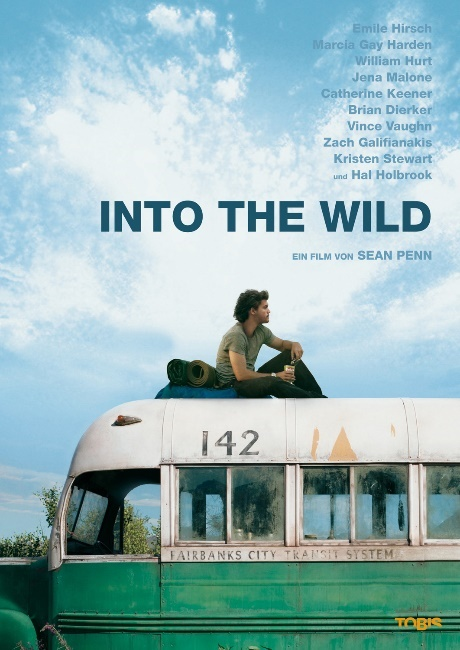 Emile Hirsch
Marcia Gay Harden
William Hurt
Jena Malone
Catherine Keener
Brian Dierker
Vince Vaughn
Zach Galifianakis
Kristen Stewart
und Hal Holbrook
INTO THE WILD
EIN FILM VON SEAN PENN
142
FAIRBANKS CITY TRANSIT SYSTEM
TOBIS